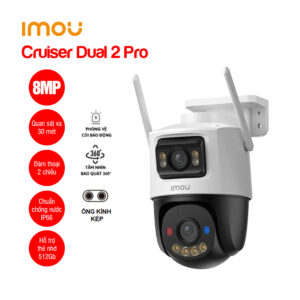 imou
Cruiser Dual 2 Pro
8MP
Quan sát xa
30 mét
Đàm thoại
2 chiều
Chuẩn
chống nước
IP66
Hỗ trợ
thẻ nhớ
512Gb
PHÒNG VỆ
CÒI BÁO ĐỘNG
360°
TẦM NHÌN
BAO QUÁT 360°
ỐNG KÍNH
KÉP
imou